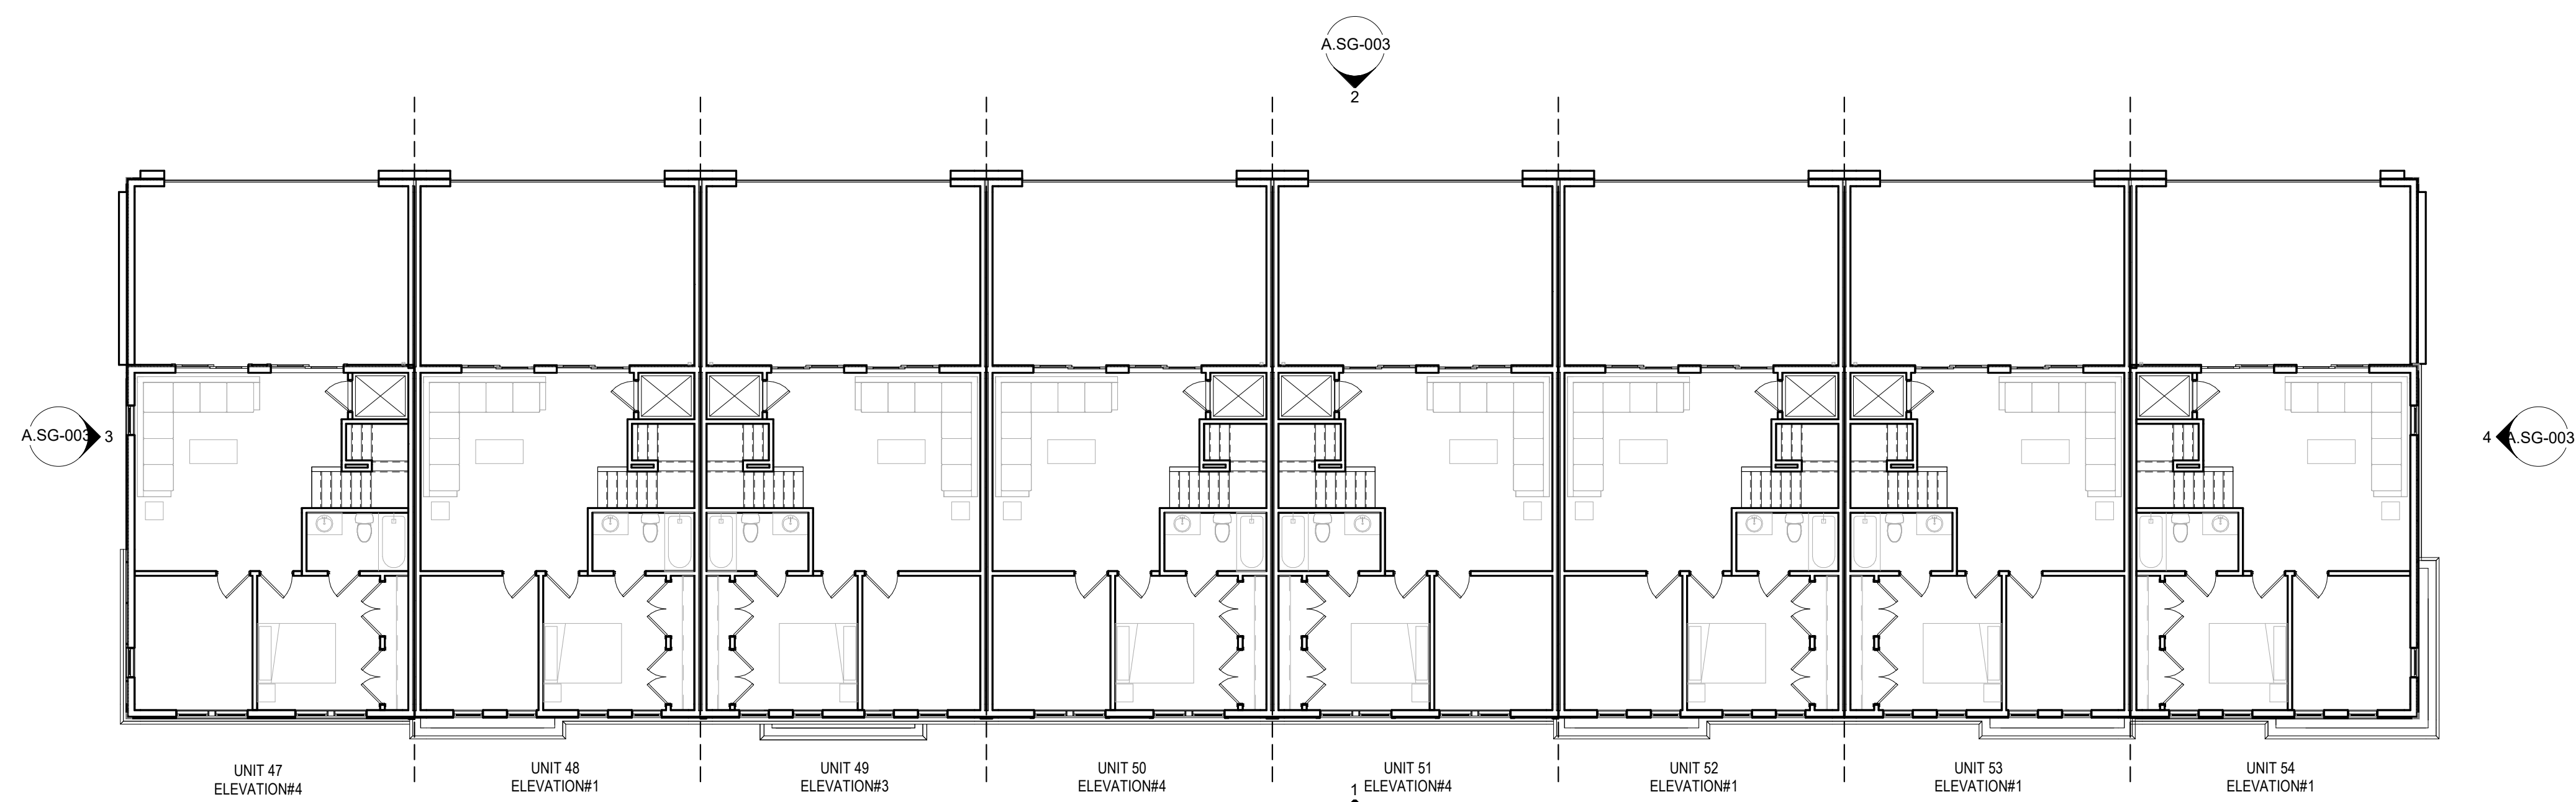 A.SG-003
2
A.SG-003
3
4
A.SG-003
UNIT 47
ELEVATION#4
UNIT 48
ELEVATION#1
UNIT 49
ELEVATION#3
UNIT 50
ELEVATION#4
UNIT 51
ELEVATION#4
UNIT 52
ELEVATION#1
UNIT 53
ELEVATION#1
UNIT 54
ELEVATION#1
1